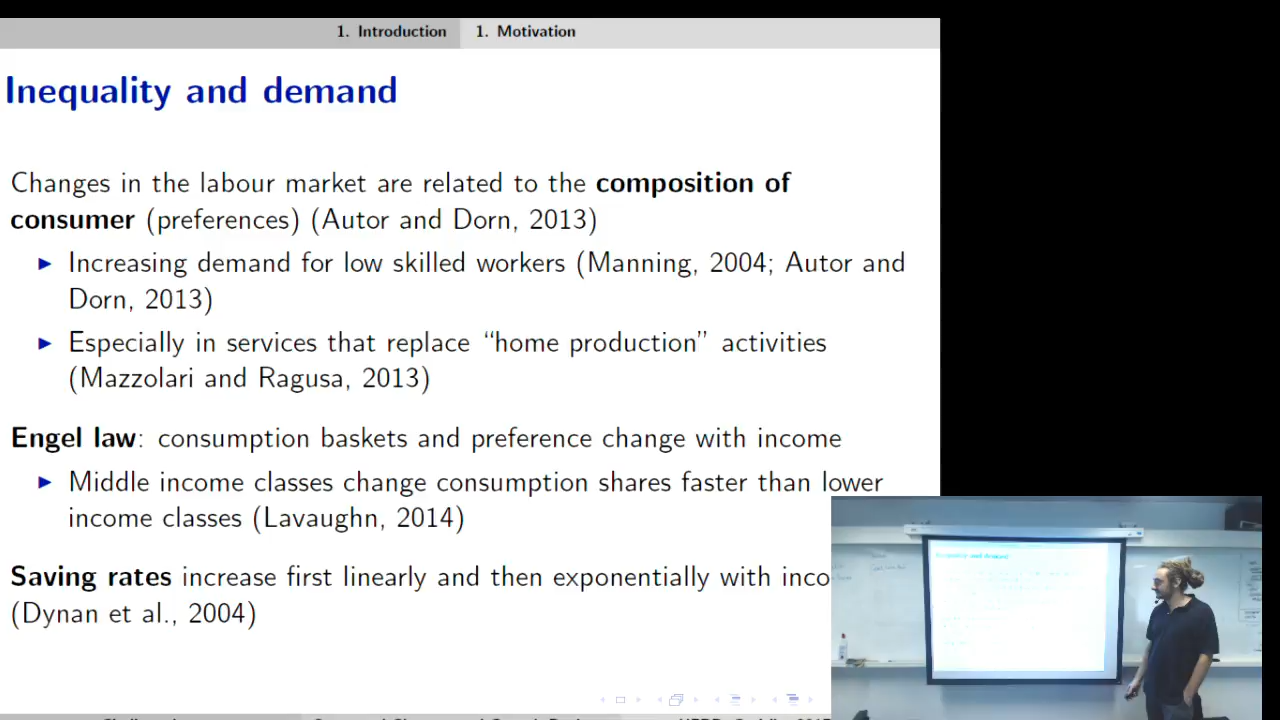 1. Introduction 1. Motivation
Inequality and demand
Changes in the labour market are related to the composition of
consumer (preferences) (Autor and Dorn, 2013)
Increasing demand for low skilled workers (Manning, 2004; Autor and
Dorn, 2013)
Especially in services that replace “home production” activities
(Mazzolari and Ragusa, 2013)
Engel law: consumption baskets and preference change with income
Middle income classes change consumption shares faster than lower
income classes (Lavaughn, 2014)
Saving rates increase first linearly and then exponentially with inco
(Dynan et al., 2004)